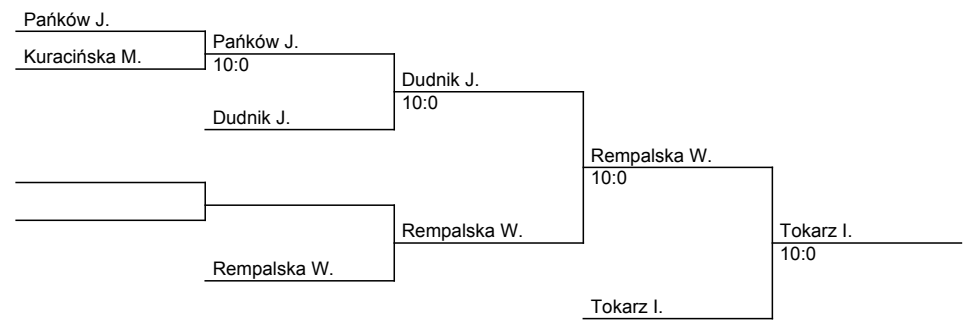 Pańków J.
Kuracińska M.
Pańków J.
10:0
Dudnik J.
Dudnik J.
10:0
Rempalska W.
Rempalska W.
Rempalska W.
10:0
Tokarz I.
Tokarz I.
10:0